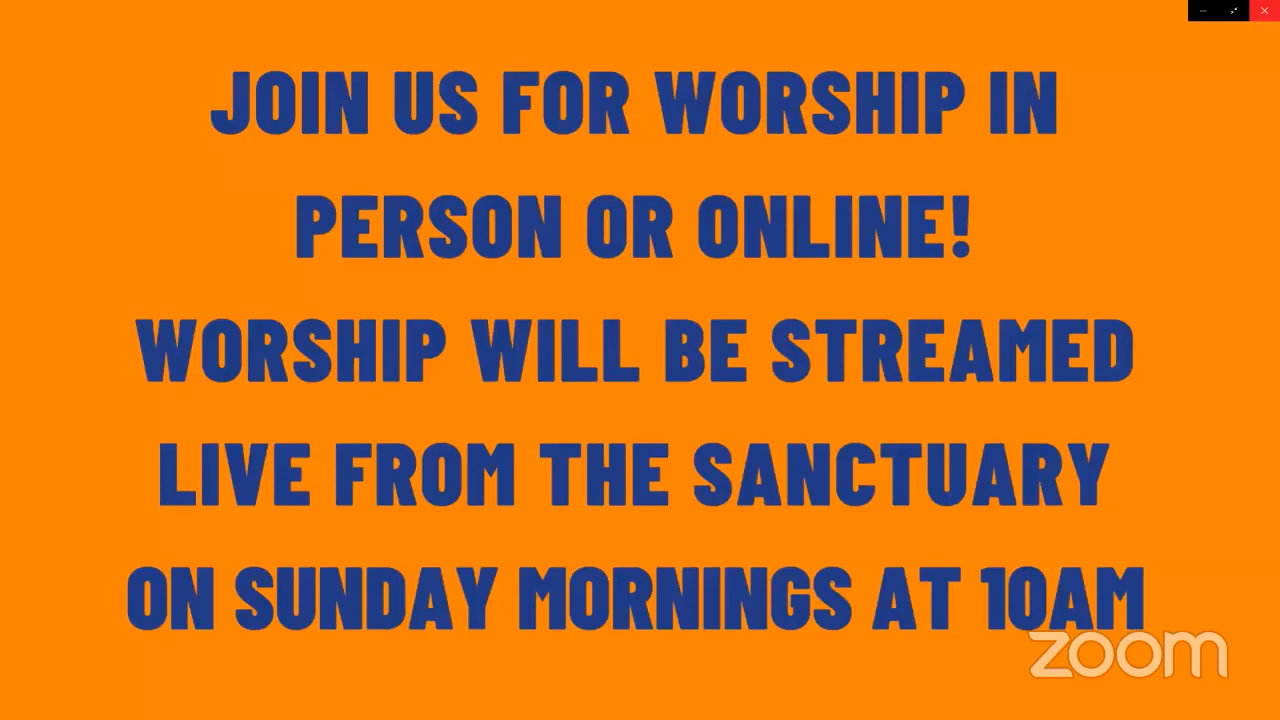 JOIN US FOR WORSHIP IN
PERSON OR ONLINE!
WORSHIP WILL BE STREAMED
LIVE FROM THE SANCTUARY
ON SUNDAY MORNINGS AT 10AM
zoom